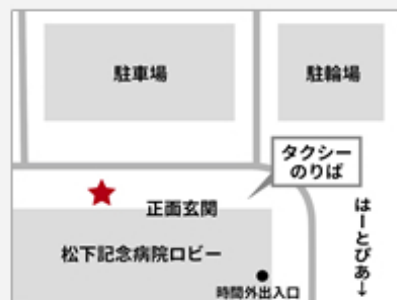 駐車場
駐輪場
タクシー
のりば
正面玄関
はーとぴあ↓
松下記念病院ロビー
時間外出入口